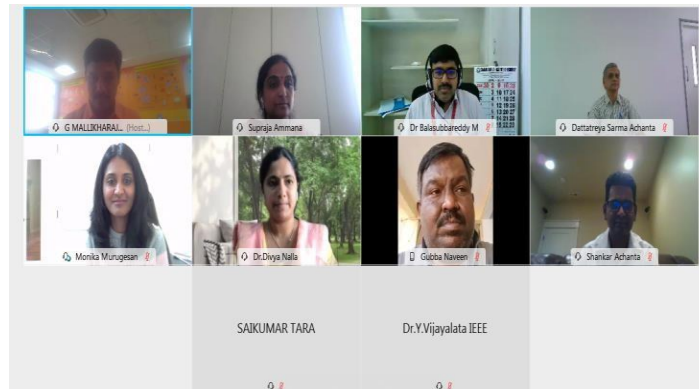 G MALLIKHARAJ... (Host...)
Supraja Ammana
Dr Balasubbareddy M
Dattatreya Sarma Achanta
Monika Murugesan
Dr.Divya Nalla
Gubba Naveen
Shankar Achanta
SAIKUMAR TARA
Dr.Y.Vijayalata IEEE